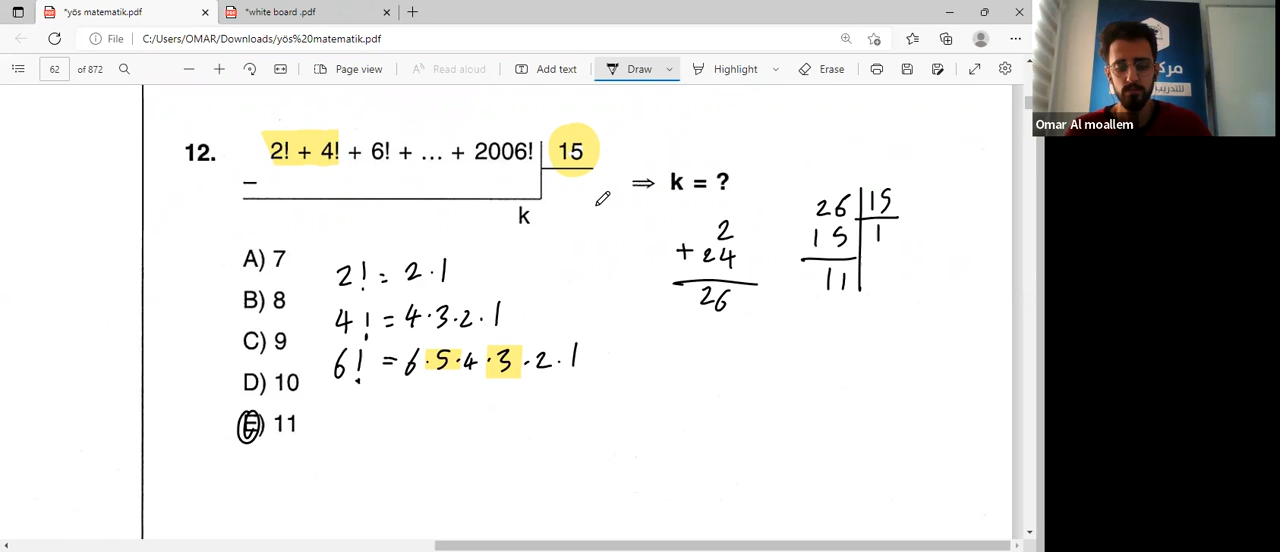 *yös matematik.pdf
*white board .pdf
File C:/Users/OMAR/Downloads/yös%20matematik.pdf
62 of 872 Page view Read aloud Add text Draw Highlight Erase
مركز
للتدريب
Omar Al moallem
12. 2! + 4! + 6! + ... + 2006! 15
−
k
⇒ k = ?
A) 7
B) 8
C) 9
D) 10
E) 11
2! = 2·1
4! = 4·3·2·1
6! = 6·5·4·3·2·1
2
+ 24
26
26 15
15 1
11